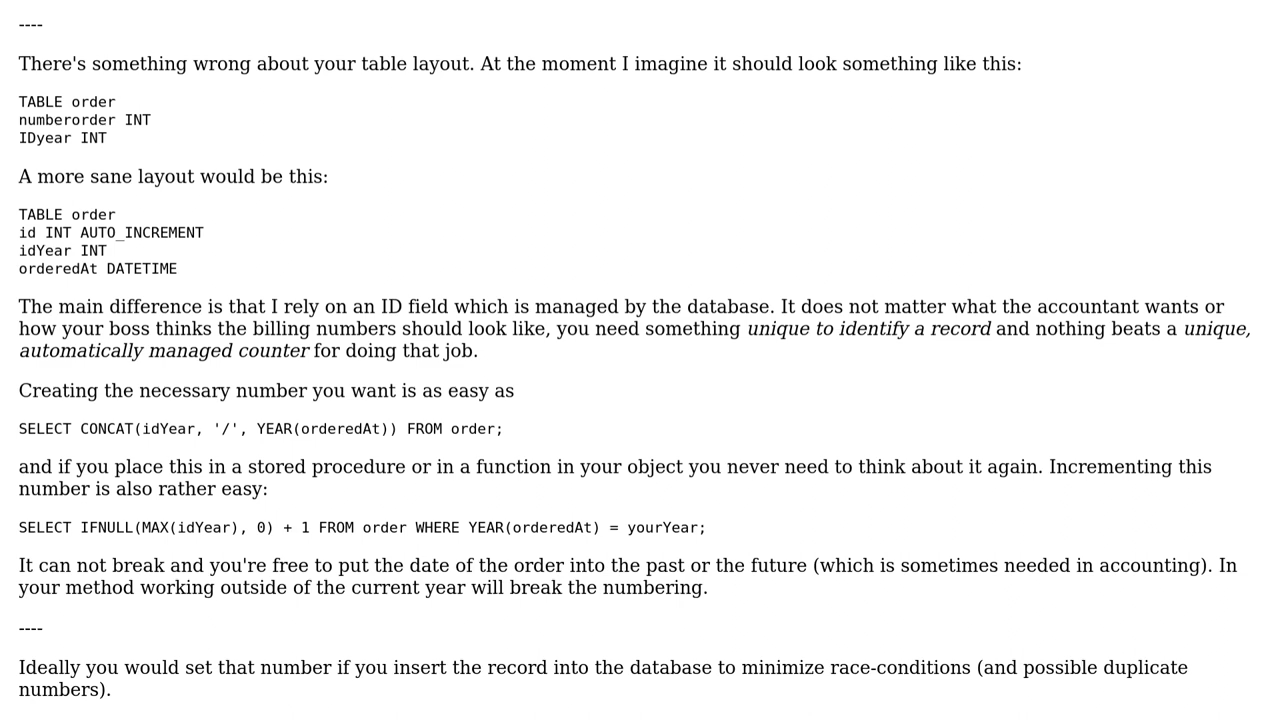 ----
There's something wrong about your table layout. At the moment I imagine it should look something like this:
TABLE order
numberorder INT
IDyear INT
A more sane layout would be this:
TABLE order
id INT AUTO_INCREMENT
idYear INT
orderedAt DATETIME
The main difference is that I rely on an ID field which is managed by the database. It does not matter what the accountant wants or
how your boss thinks the billing numbers should look like, you need something unique to identify a record and nothing beats a unique,
automatically managed counter for doing that job.
Creating the necessary number you want is as easy as
SELECT CONCAT(idYear, '/', YEAR(orderedAt)) FROM order;
and if you place this in a stored procedure or in a function in your object you never need to think about it again. Incrementing this
number is also rather easy:
SELECT IFNULL(MAX(idYear), 0) + 1 FROM order WHERE YEAR(orderedAt) = yourYear;
It can not break and you're free to put the date of the order into the past or the future (which is sometimes needed in accounting). In
your method working outside of the current year will break the numbering.
----
Ideally you would set that number if you insert the record into the database to minimize race-conditions (and possible duplicate
numbers).